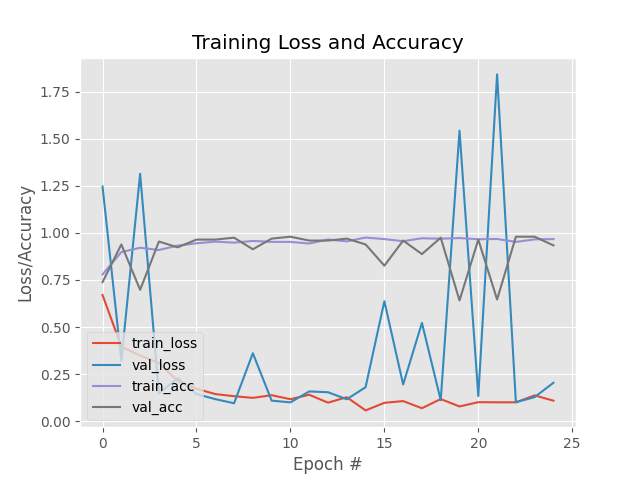 Training Loss and Accuracy
Loss/Accuracy
1.75
1.50
1.25
1.00
0.75
0.50
0.25
0.00
train_loss
val_loss
train_acc
val_acc
0 5 10 15 20 25
Epoch #